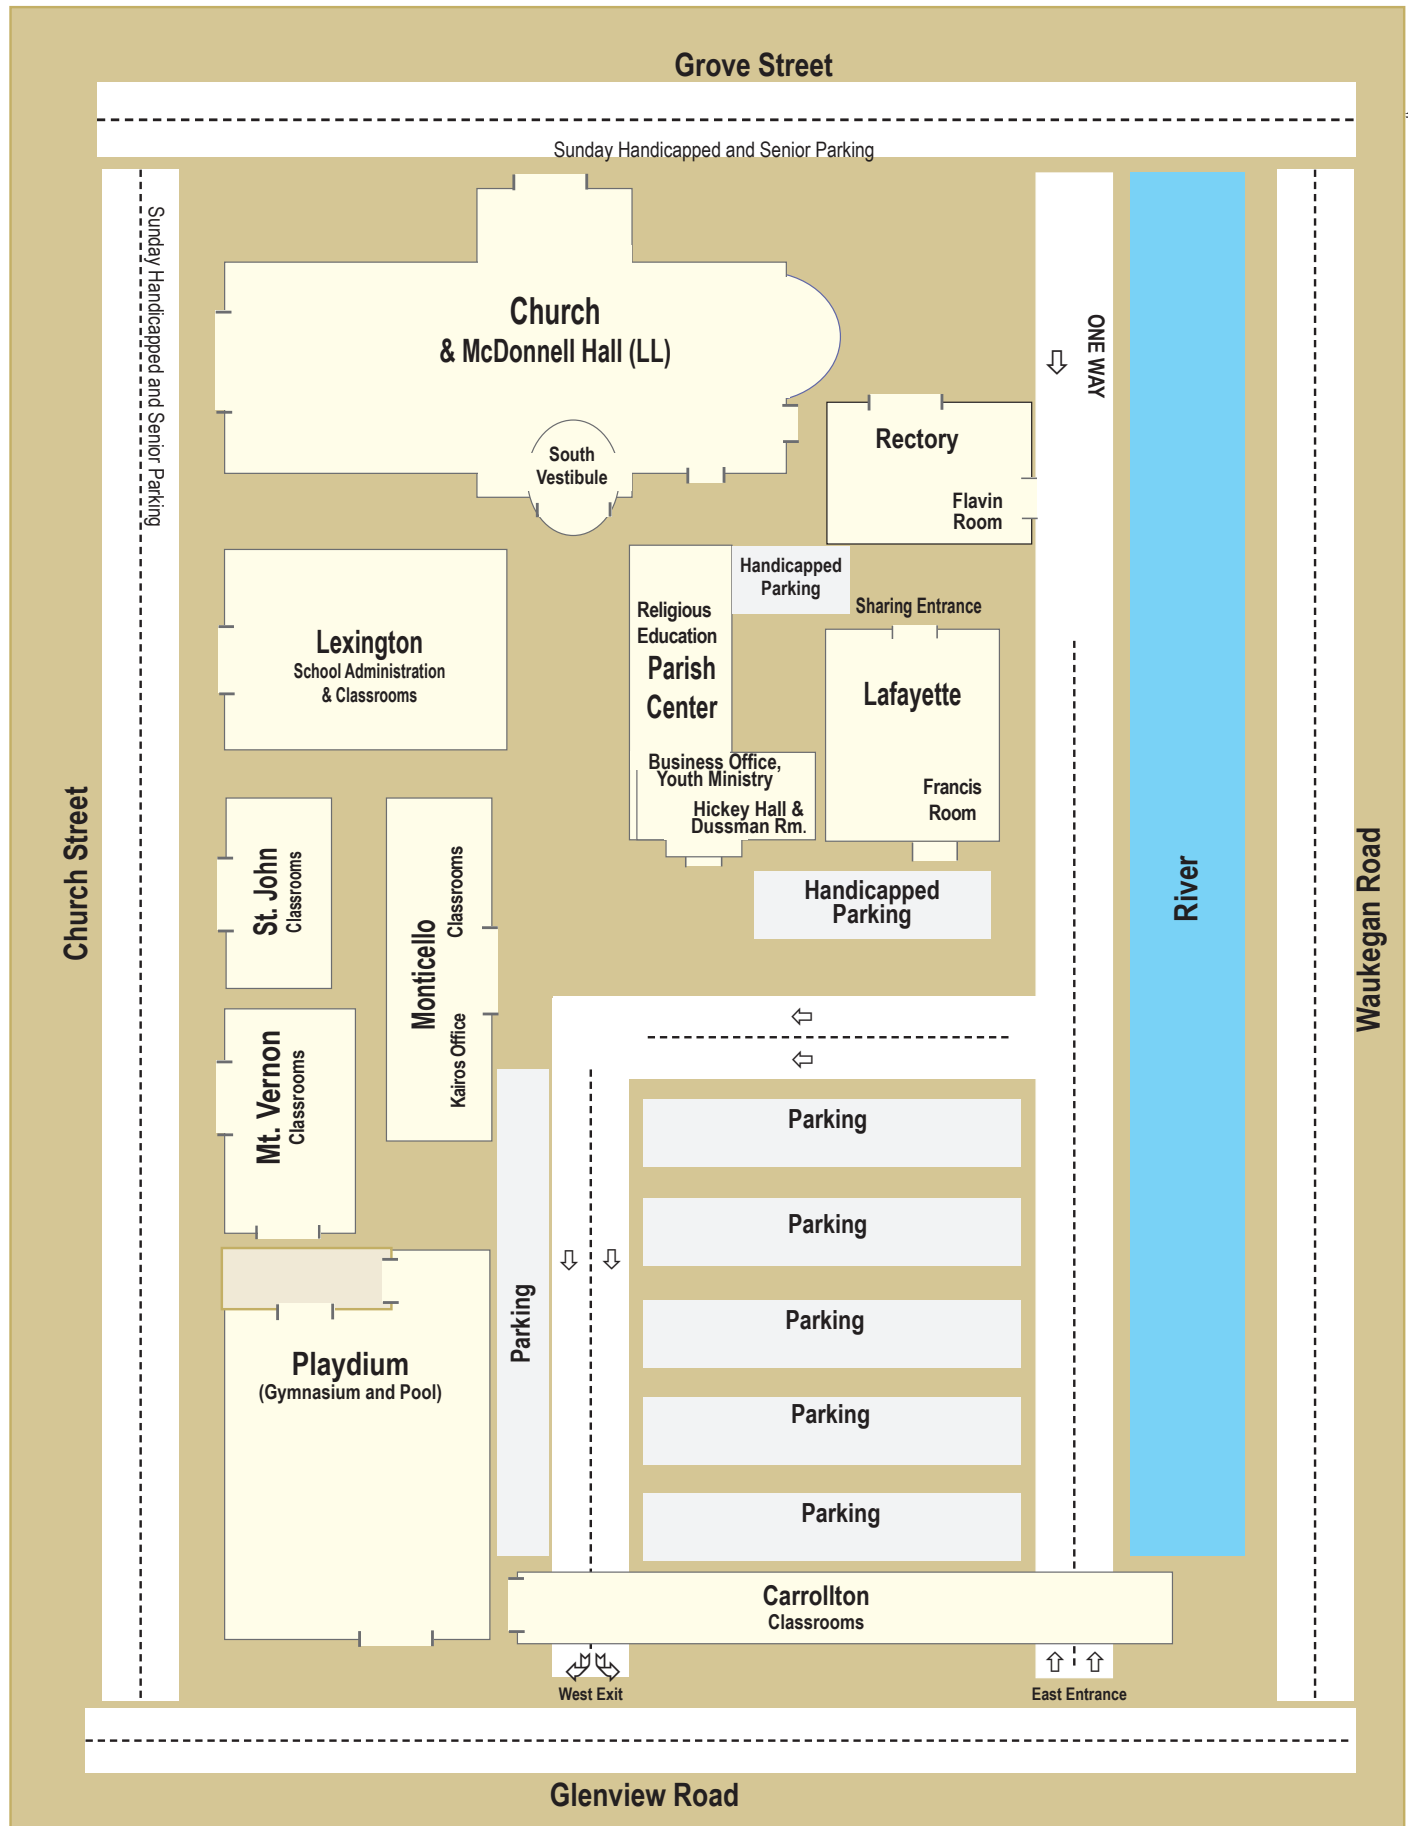 Grove Street
Sunday Handicapped and Senior Parking
Sunday Handicapped and Senior Parking
Church
& McDonnell Hall (LL)
ONE WAY
South
Vestibule
Rectory
Flavin
Room
Handicapped
Parking
Sharing Entrance
Religious
Education
Parish
Center
Lexington
School Administration
& Classrooms
Lafayette
Business Office,
Youth Ministry
Hickey Hall &
Dussman Rm.
Francis
Room
Church Street
St. John
Classrooms
Monticello
Classrooms
Kairos Office
Handicapped
Parking
River
Waukegan Road
Mt. Vernon
Classrooms
Parking
Parking
Parking
Parking
Parking
Parking
Playdium
(Gymnasium and Pool)
Carrollton
Classrooms
West Exit
East Entrance
Glenview Road